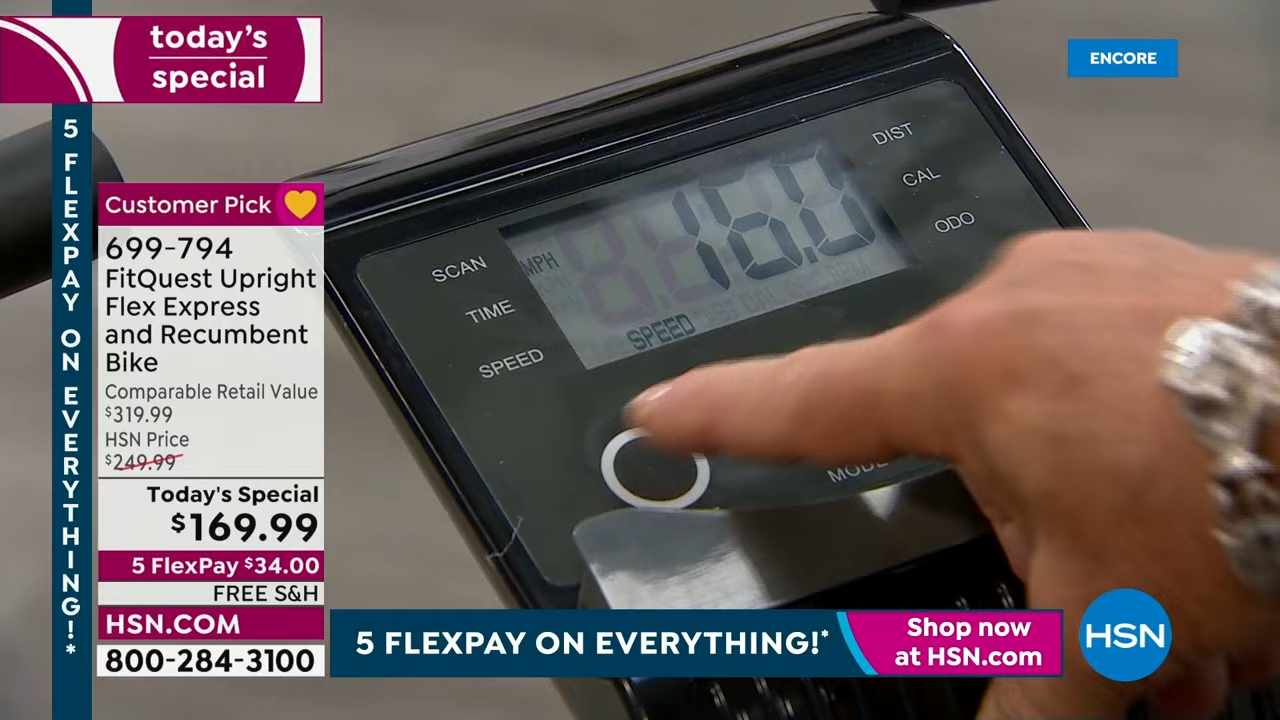 today's
special
ENCORE
5 FLEXPAY ON EVERYTHING!*
Customer Pick
699-794
FitQuest Upright
Flex Express
and Recumbent
Bike
Comparable Retail Value
$319.99
HSN Price
$249.99
Today's Special
$169.99
5 FlexPay $34.00
FREE S&H
HSN.COM
800-284-3100
SCAN
TIME
SPEED
MPH
16.0
SPEED
DIST
CAL
ODO
MODE
5 FLEXPAY ON EVERYTHING!*
Shop now
at HSN.com
HSN